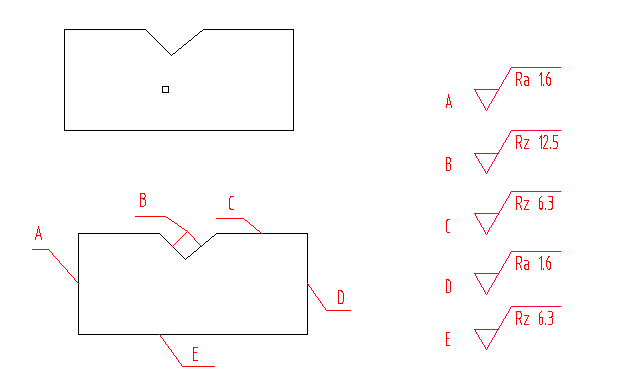 A
B
C
D
E
A Ra 1.6
B Rz 12.5
C Rz 6.3
D Ra 1.6
E Rz 6.3